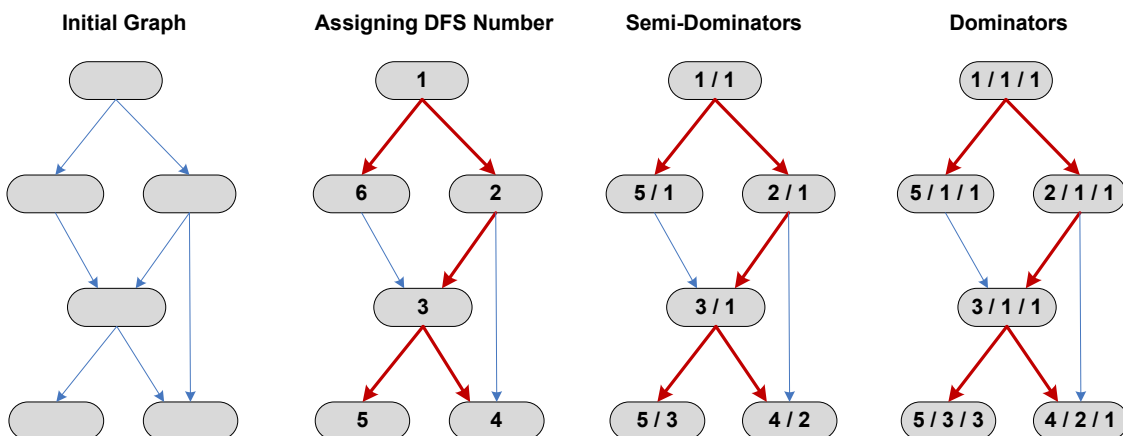 Initial Graph
Assigning DFS Number
Semi-Dominators
Dominators
1
1 / 1
1 / 1 / 1
6
2
5 / 1
2 / 1
5 / 1 / 1
2 / 1 / 1
3
3 / 1
3 / 1 / 1
5
4
5 / 3
4 / 2
5 / 3 / 3
4 / 2 / 1